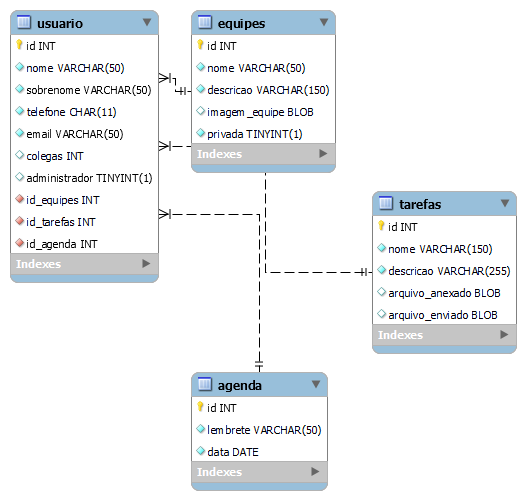 usuario
id INT
nome VARCHAR(50)
sobrenome VARCHAR(50)
telefone CHAR(11)
email VARCHAR(50)
colegas INT
administrador TINYINT(1)
id_equipes INT
id_tarefas INT
id_agenda INT
Indexes
equipes
id INT
nome VARCHAR(50)
descricao VARCHAR(150)
imagem_equipe BLOB
privada TINYINT(1)
Indexes
tarefas
id INT
nome VARCHAR(150)
descricao VARCHAR(255)
arquivo_anexado BLOB
arquivo_enviado BLOB
Indexes
agenda
id INT
lembrete VARCHAR(50)
data DATE
Indexes